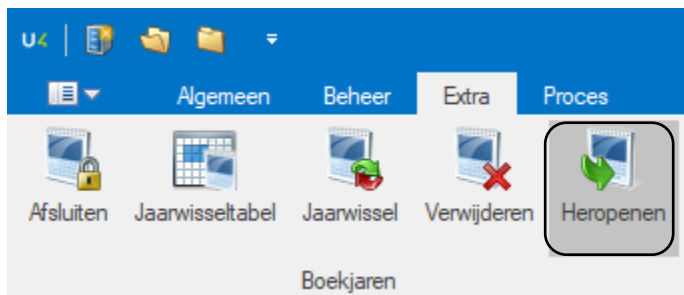 U4
Algemeen Beheer Extra Proces
Afsluiten Jaarwisseltabel Jaarwissel Verwijderen Heropenen
Boekjaren